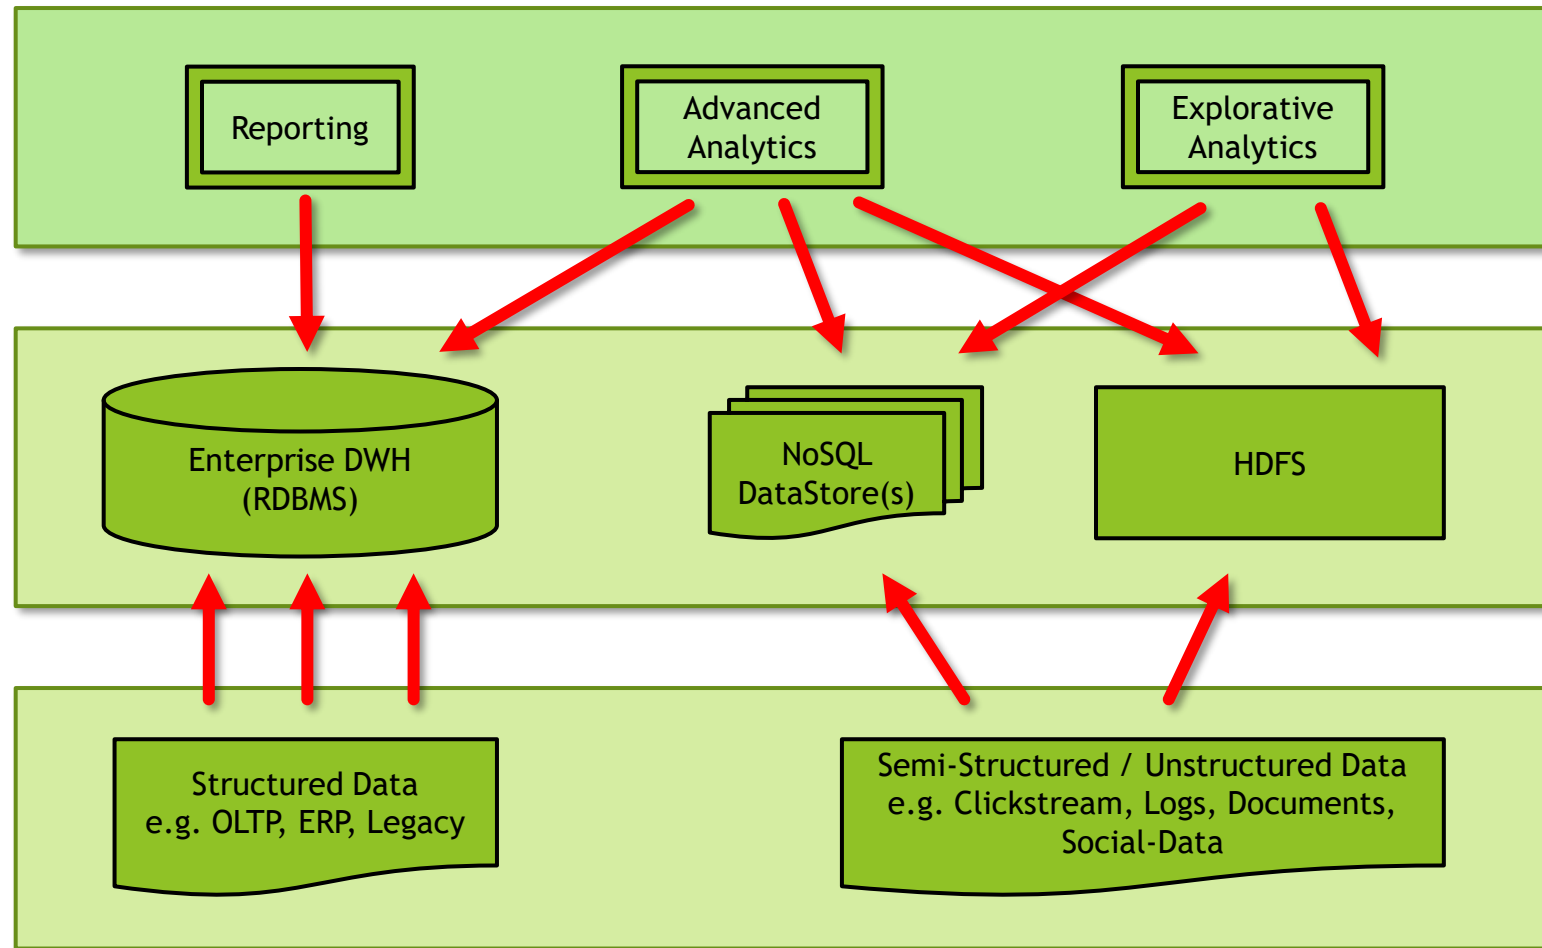 Reporting
Advanced
Analytics
Explorative
Analytics
Enterprise DWH
(RDBMS)
NoSQL
DataStore(s)
HDFS
Structured Data
e.g. OLTP, ERP, Legacy
Semi-Structured / Unstructured Data
e.g. Clickstream, Logs, Documents,
Social-Data